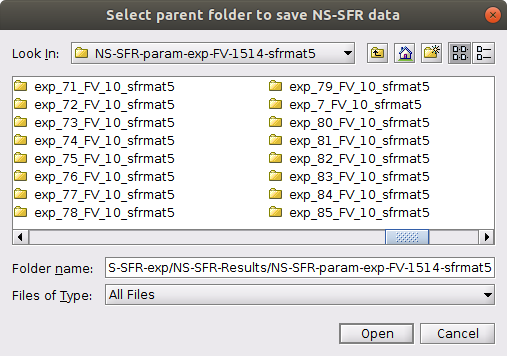 Select parent folder to save NS-SFR data
Look In: NS-SFR-param-exp-FV-1514-sfrmat5
exp_71_FV_10_sfrmat5
exp_72_FV_10_sfrmat5
exp_73_FV_10_sfrmat5
exp_74_FV_10_sfrmat5
exp_75_FV_10_sfrmat5
exp_76_FV_10_sfrmat5
exp_77_FV_10_sfrmat5
exp_78_FV_10_sfrmat5
exp_79_FV_10_sfrmat5
exp_7_FV_10_sfrmat5
exp_80_FV_10_sfrmat5
exp_81_FV_10_sfrmat5
exp_82_FV_10_sfrmat5
exp_83_FV_10_sfrmat5
exp_84_FV_10_sfrmat5
exp_85_FV_10_sfrmat5
Folder name: S-SFR-exp/NS-SFR-Results/NS-SFR-param-exp-FV-1514-sfrmat5
Files of Type: All Files
Open Cancel